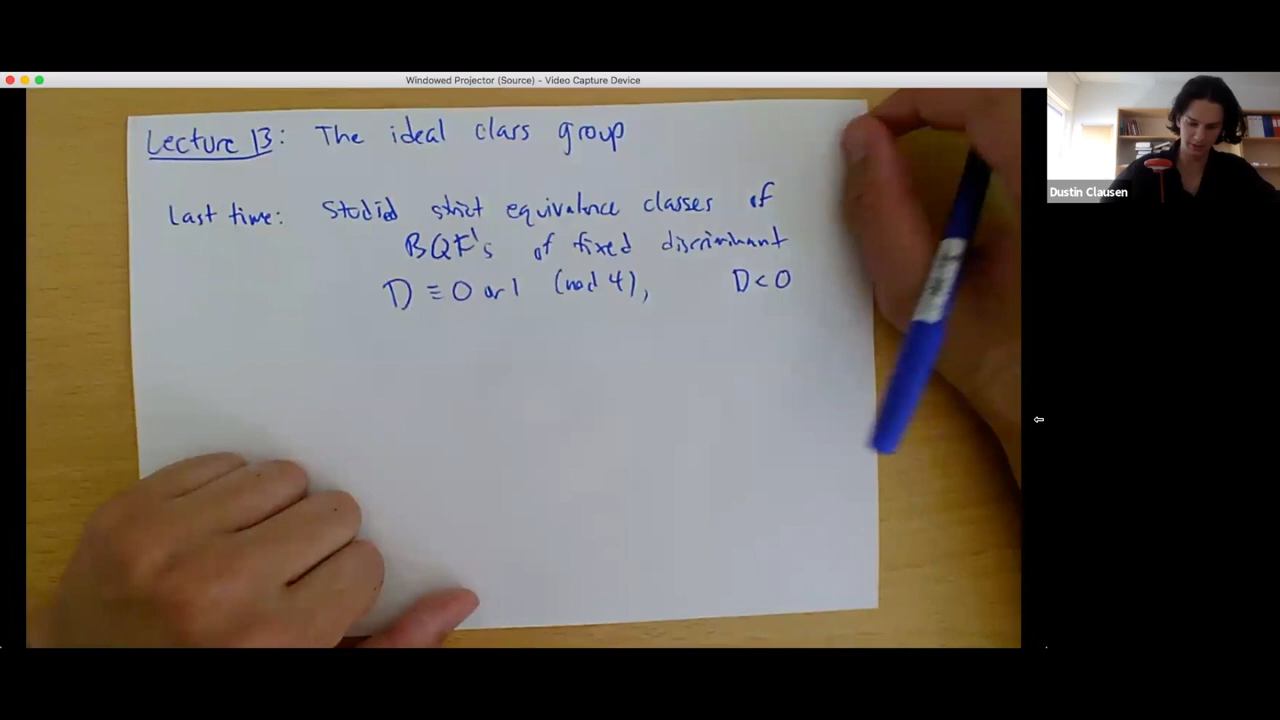 Windowed Projector (Source) - Video Capture Device
Lecture 13: The ideal class group
Dustin Clausen
Last time: Studied strict equivalence classes of
BQF's of fixed discriminant
D ≡ 0 or 1 (mod 4), D < 0